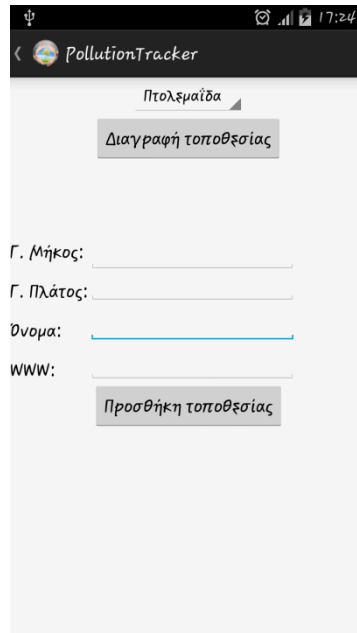 17:24
PollutionTracker
Πτολεμαΐδα
Διαγραφή τοποθεσίας
Γ. Μήκος:
Γ. Πλάτος:
Όνομα:
WWW:
Προσθήκη τοποθεσίας